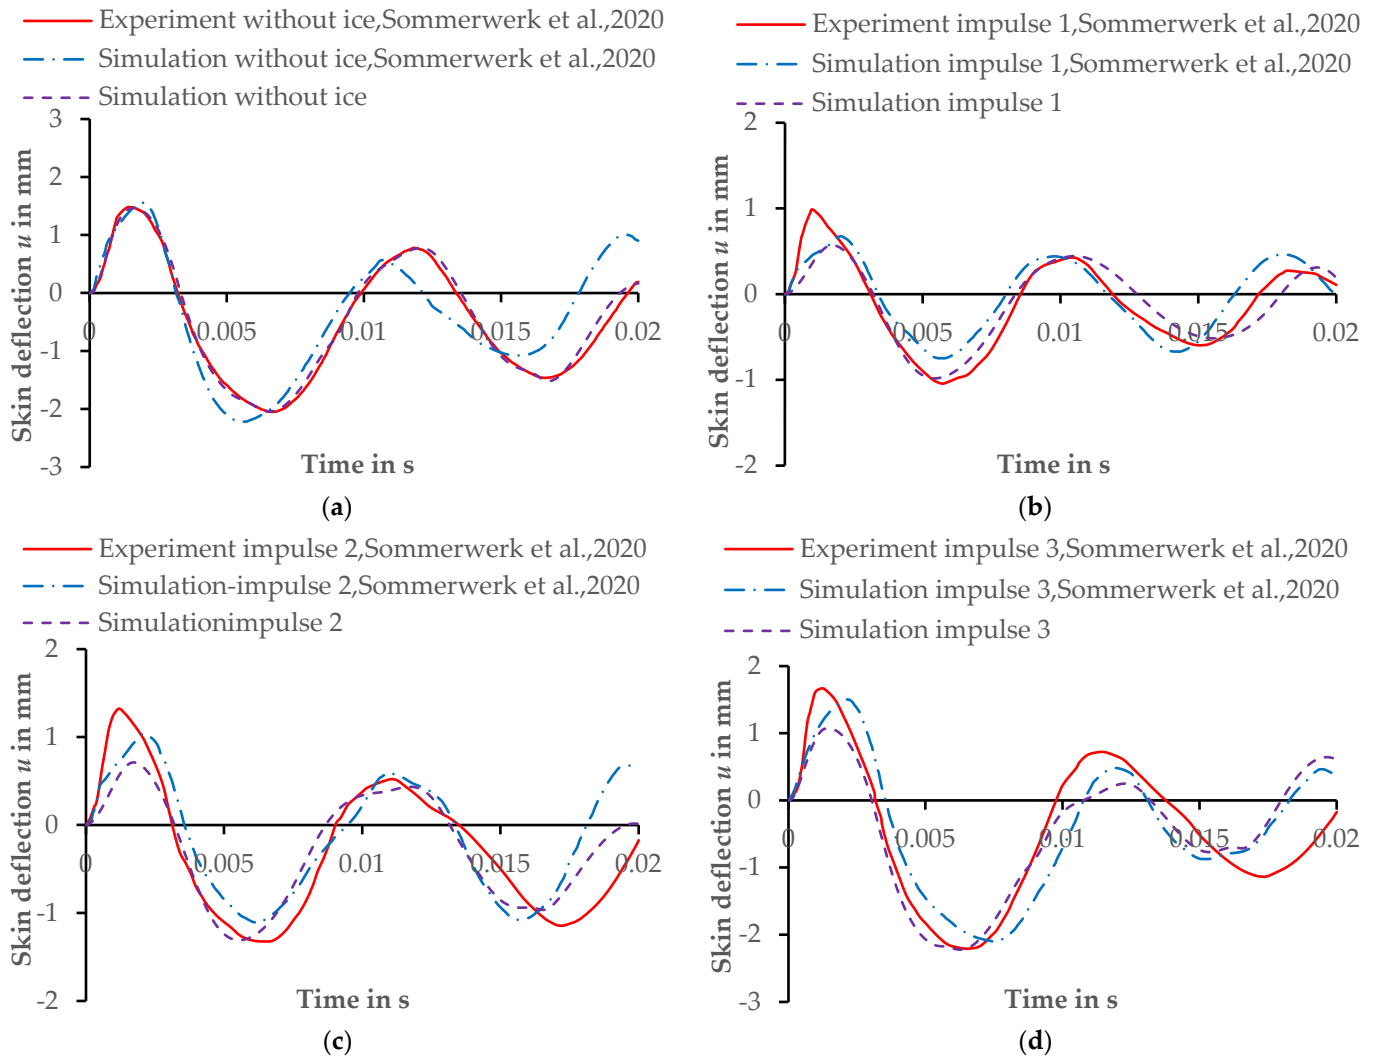 Experiment without ice,Sommerwerk et al.,2020
Simulation without ice,Sommerwerk et al.,2020
Simulation without ice
Skin deflection u in mm
3
2
1
0
-1
-2
-3
0
0.005
0.01
0.015
0.02
Time in s
(a)
Experiment impulse 1,Sommerwerk et al.,2020
Simulation impulse 1,Sommerwerk et al.,2020
Simulation impulse 1
Skin deflection u in mm
2
1
0
-1
-2
0
0.005
0.01
0.015
0.02
Time in s
(b)
Experiment impulse 2,Sommerwerk et al.,2020
Simulation-impulse 2,Sommerwerk et al.,2020
Simulationimpulse 2
Skin deflection u in mm
2
1
0
-1
-2
0
0.005
0.01
0.015
0.02
Time in s
(c)
Experiment impulse 3,Sommerwerk et al.,2020
Simulation impulse 3,Sommerwerk et al.,2020
Simulation impulse 3
Skin deflection u in mm
2
1
0
-1
-2
-3
0
0.005
0.01
0.015
0.02
Time in s
(d)